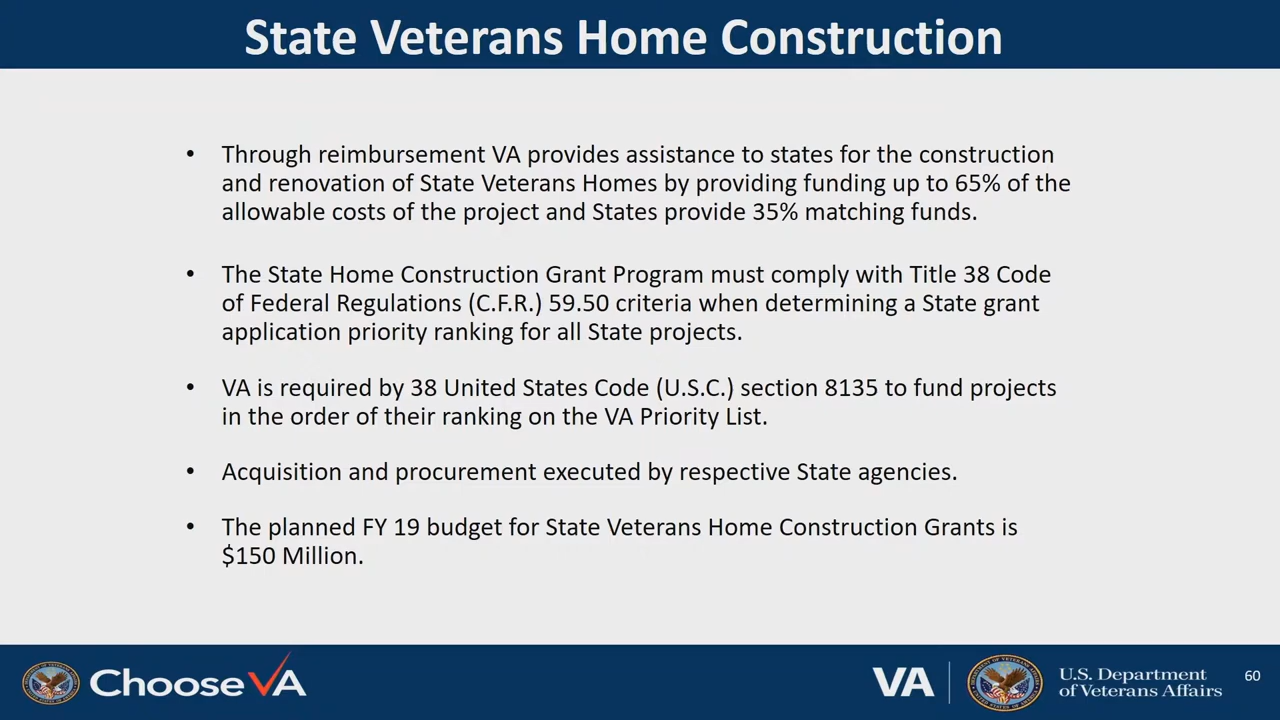 State Veterans Home Construction
• Through reimbursement VA provides assistance to states for the construction
and renovation of State Veterans Homes by providing funding up to 65% of the
allowable costs of the project and States provide 35% matching funds.
• The State Home Construction Grant Program must comply with Title 38 Code
of Federal Regulations (C.F.R.) 59.50 criteria when determining a State grant
application priority ranking for all State projects.
• VA is required by 38 United States Code (U.S.C.) section 8135 to fund projects
in the order of their ranking on the VA Priority List.
• Acquisition and procurement executed by respective State agencies.
• The planned FY 19 budget for State Veterans Home Construction Grants is
$150 Million.
Choose VA
VA
U.S. Department
of Veterans Affairs
60